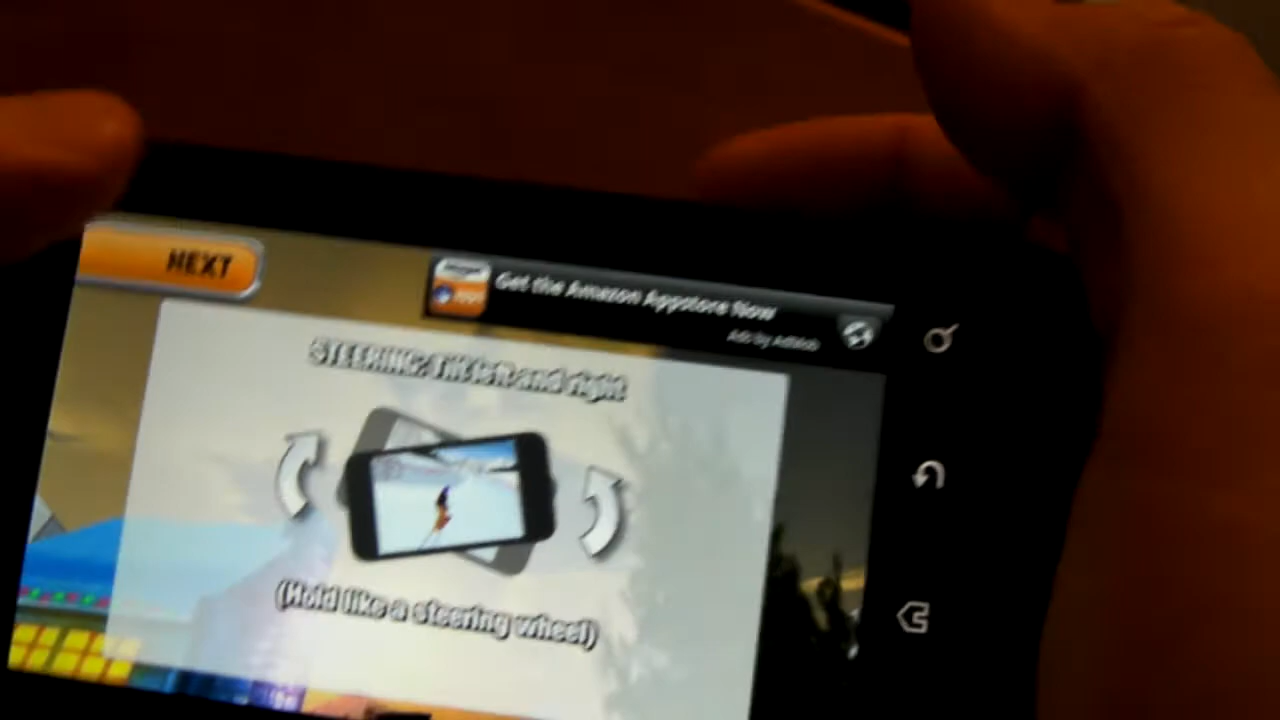 NEXT
Get the Amazon Appstore Now
Ads by AdMob
STEERING: Tilt left and right
(Hold like a steering wheel)